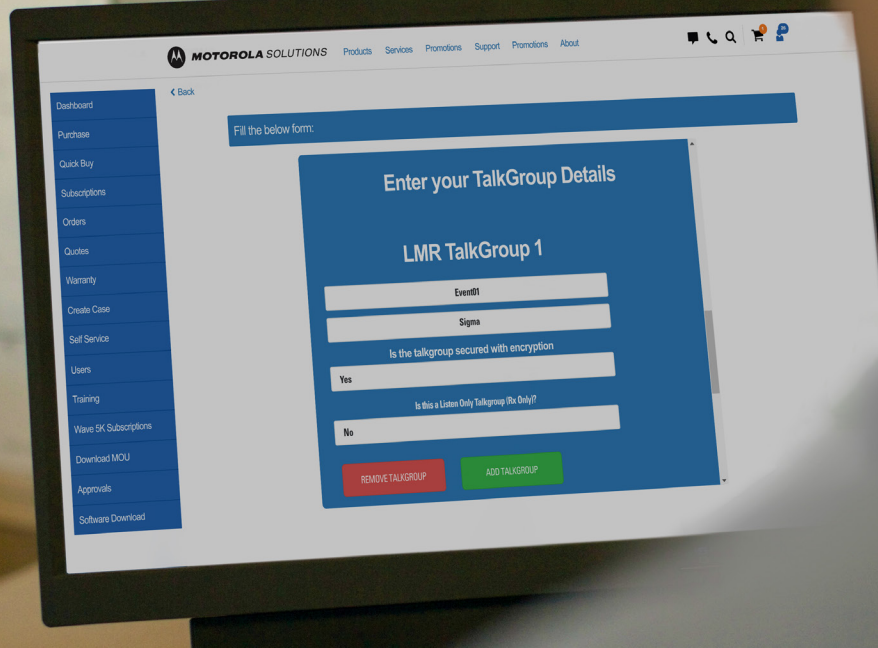 MOTOROLA SOLUTIONS Products Services Promotions Support Promotions About
Back
Dashboard
Purchase
Quick Buy
Subscriptions
Orders
Quotes
Warranty
Create Case
Self Service
Users
Training
Wave 5K Subscriptions
Download MOU
Approvals
Software Download
Fill the below form:
Enter your TalkGroup Details
LMR TalkGroup 1
Event01
Sigma
Is the talkgroup secured with encryption
Yes
Is this a Listen Only Talkgroup (Rx Only)?
No
REMOVE TALKGROUP ADD TALKGROUP